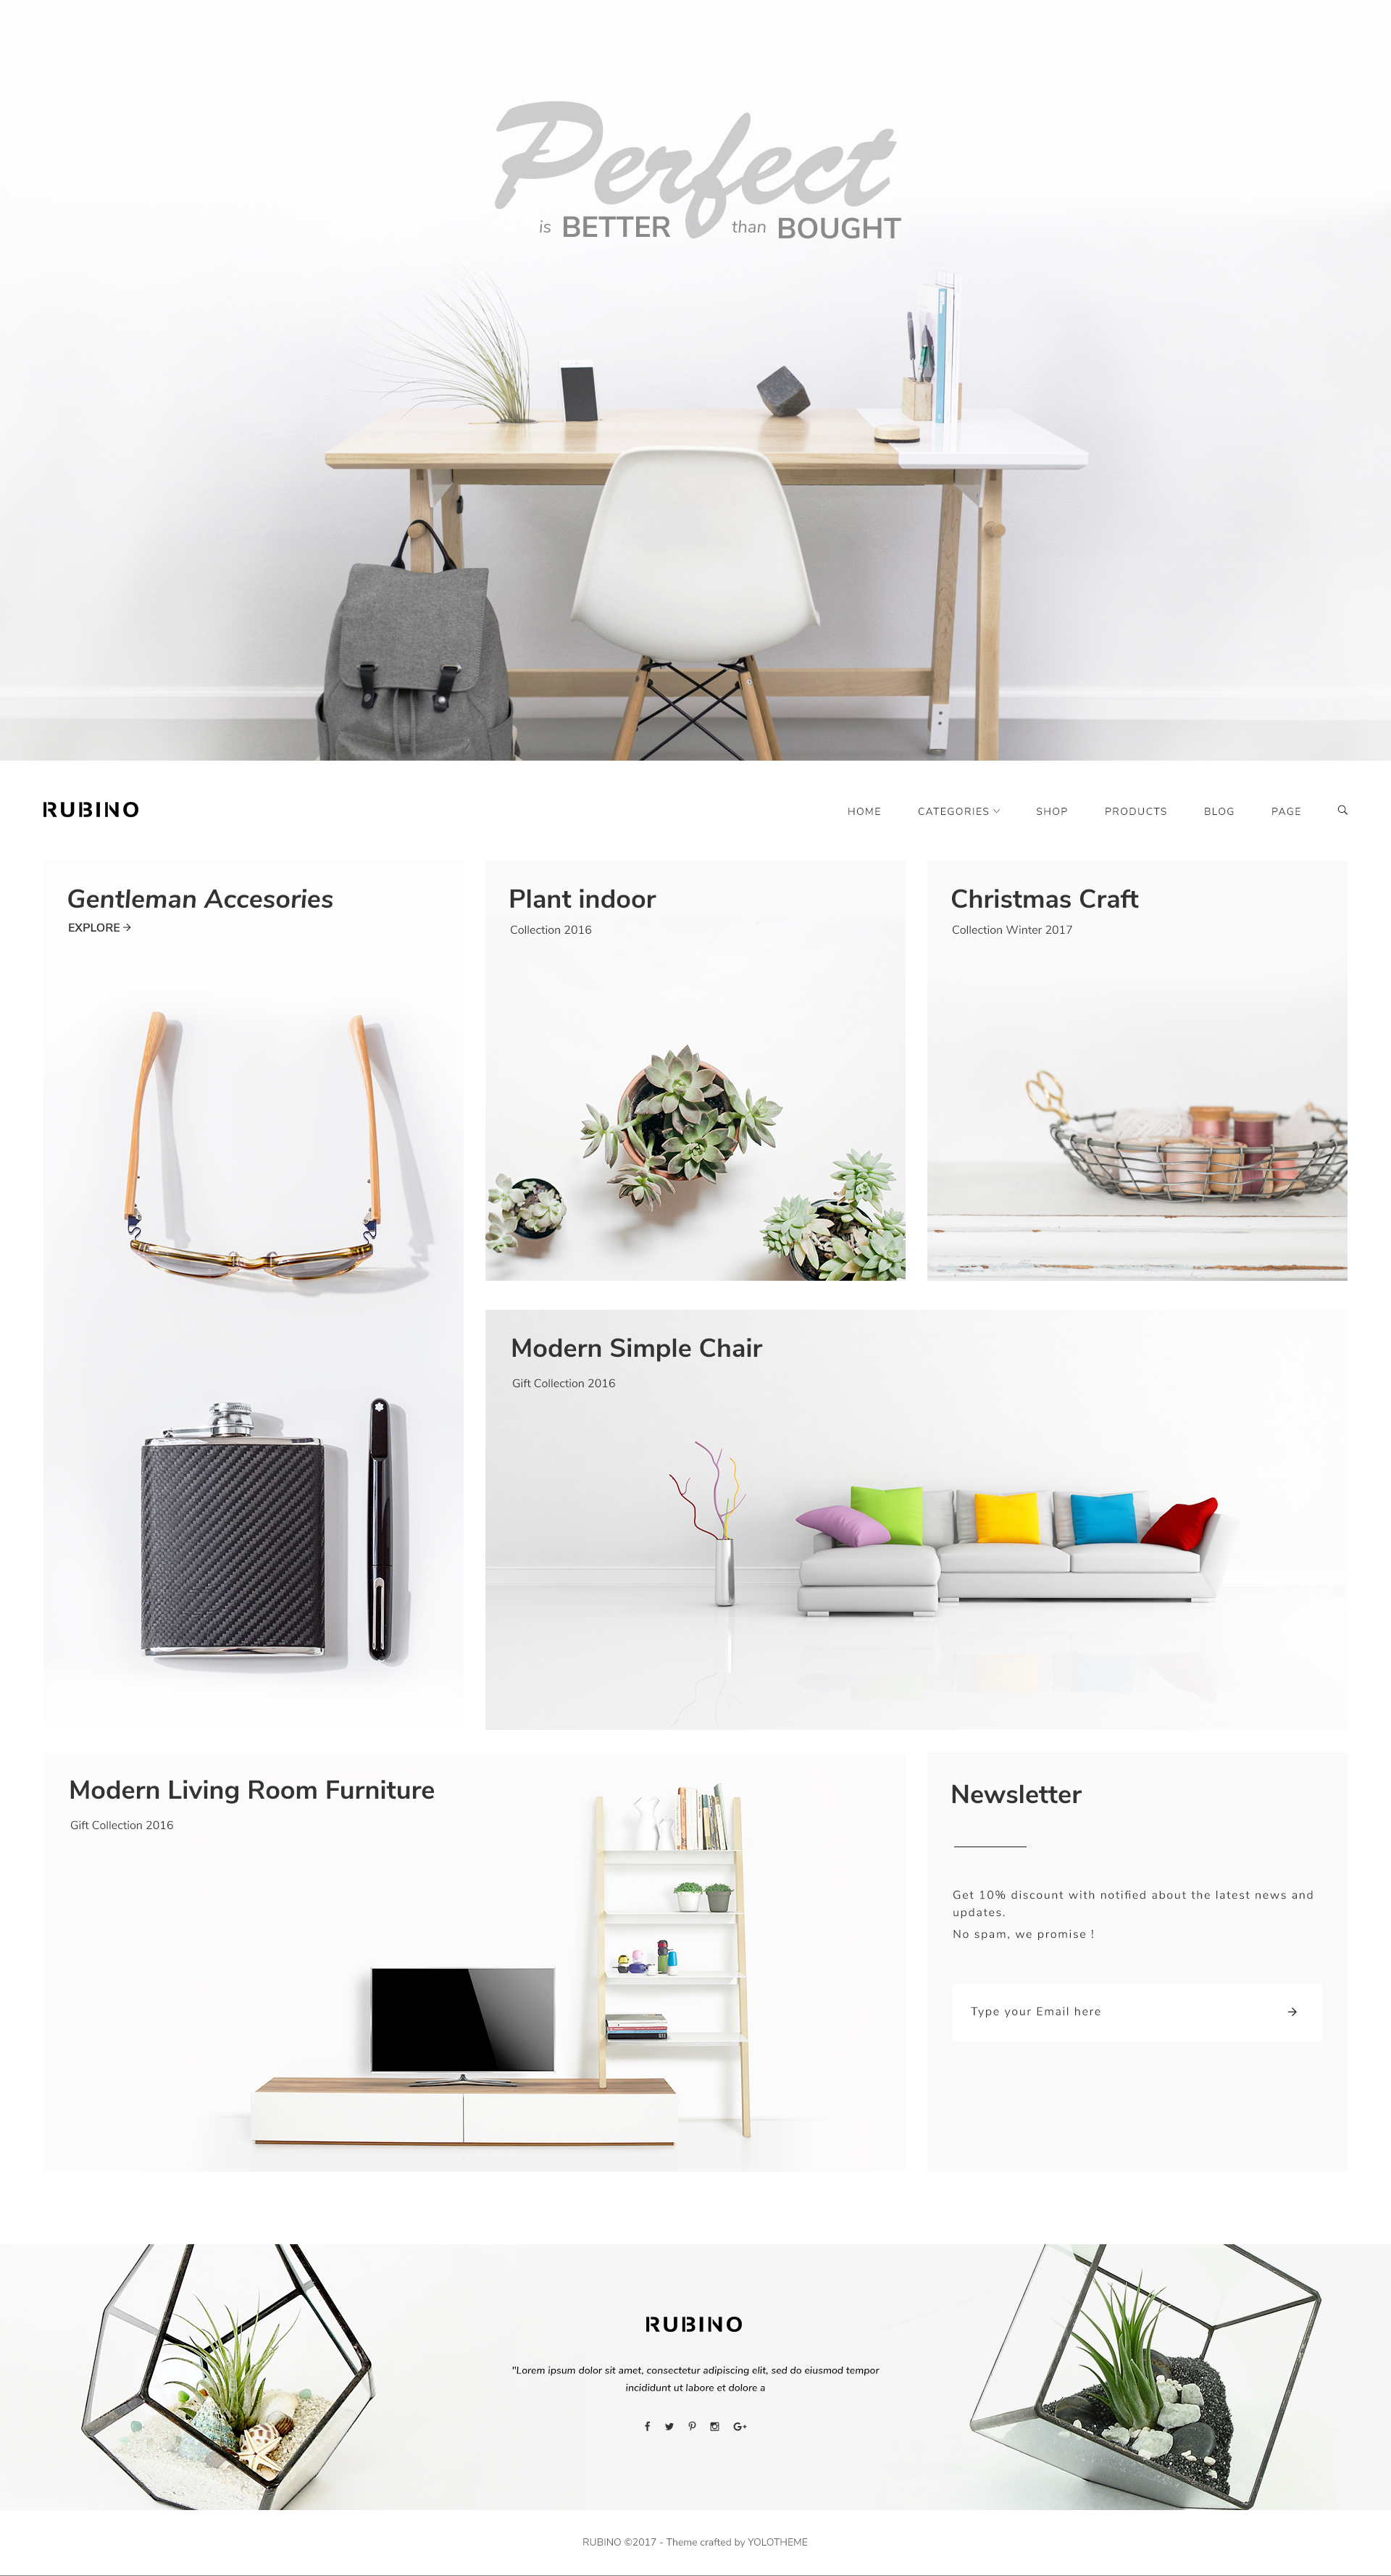 Perfect
is BETTER than BOUGHT
RUBINO
HOME CATEGORIES SHOP PRODUCTS BLOG PAGE
Gentleman Accesories
EXPLORE
Plant indoor
Collection 2016
Christmas Craft
Collection Winter 2017
Modern Simple Chair
Gift Collection 2016
Modern Living Room Furniture
Gift Collection 2016
Newsletter
Get 10% discount with notified about the latest news and
updates.
No spam, we promise !
Type your Email here
RUBINO
"Lorem ipsum dolor sit amet, consectetur adipiscing elit, sed do eiusmod tempor
incididunt ut labore et dolore a
RUBINO ©2017 - Theme crafted by YOLOTHEME